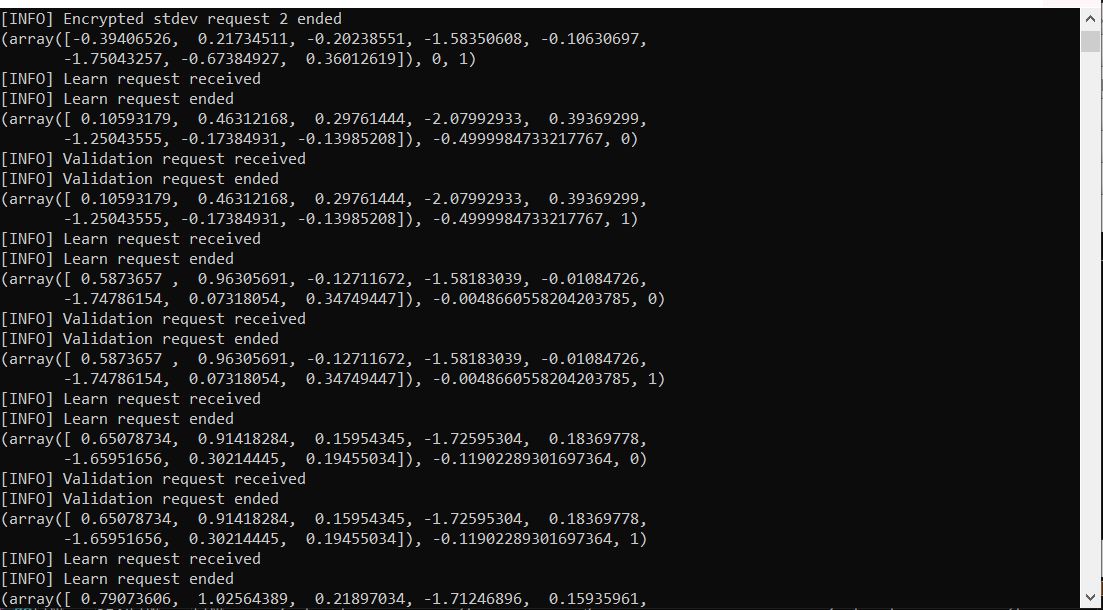 [INFO] Encrypted stdev request 2 ended
(array([-0.39406526,  0.21734511, -0.20238551, -1.58350608, -0.10630697,
       -1.75043257, -0.67384927,  0.36012619]), 0, 1)
[INFO] Learn request received
[INFO] Learn request ended
(array([ 0.10593179,  0.46312168,  0.29761444, -2.07992933,  0.39369299,
       -1.25043555, -0.17384931, -0.13985208]), -0.4999984733217767, 0)
[INFO] Validation request received
[INFO] Validation request ended
(array([ 0.10593179,  0.46312168,  0.29761444, -2.07992933,  0.39369299,
       -1.25043555, -0.17384931, -0.13985208]), -0.4999984733217767, 1)
[INFO] Learn request received
[INFO] Learn request ended
(array([ 0.5873657 ,  0.96305691, -0.12711672, -1.58183039, -0.01084726,
       -1.74786154,  0.07318054,  0.34749447]), -0.0048660558204203785, 0)
[INFO] Validation request received
[INFO] Validation request ended
(array([ 0.5873657 ,  0.96305691, -0.12711672, -1.58183039, -0.01084726,
       -1.74786154,  0.07318054,  0.34749447]), -0.0048660558204203785, 1)
[INFO] Learn request received
[INFO] Learn request ended
(array([ 0.65078734,  0.91418284,  0.15954345, -1.72595304,  0.18369778,
       -1.65951656,  0.30214445,  0.19455034]), -0.11902289301697364, 0)
[INFO] Validation request received
[INFO] Validation request ended
(array([ 0.65078734,  0.91418284,  0.15954345, -1.72595304,  0.18369778,
       -1.65951656,  0.30214445,  0.19455034]), -0.11902289301697364, 1)
[INFO] Learn request received
[INFO] Learn request ended
(array([ 0.79073606,  1.02564389,  0.21897034, -1.71246896,  0.15935961,